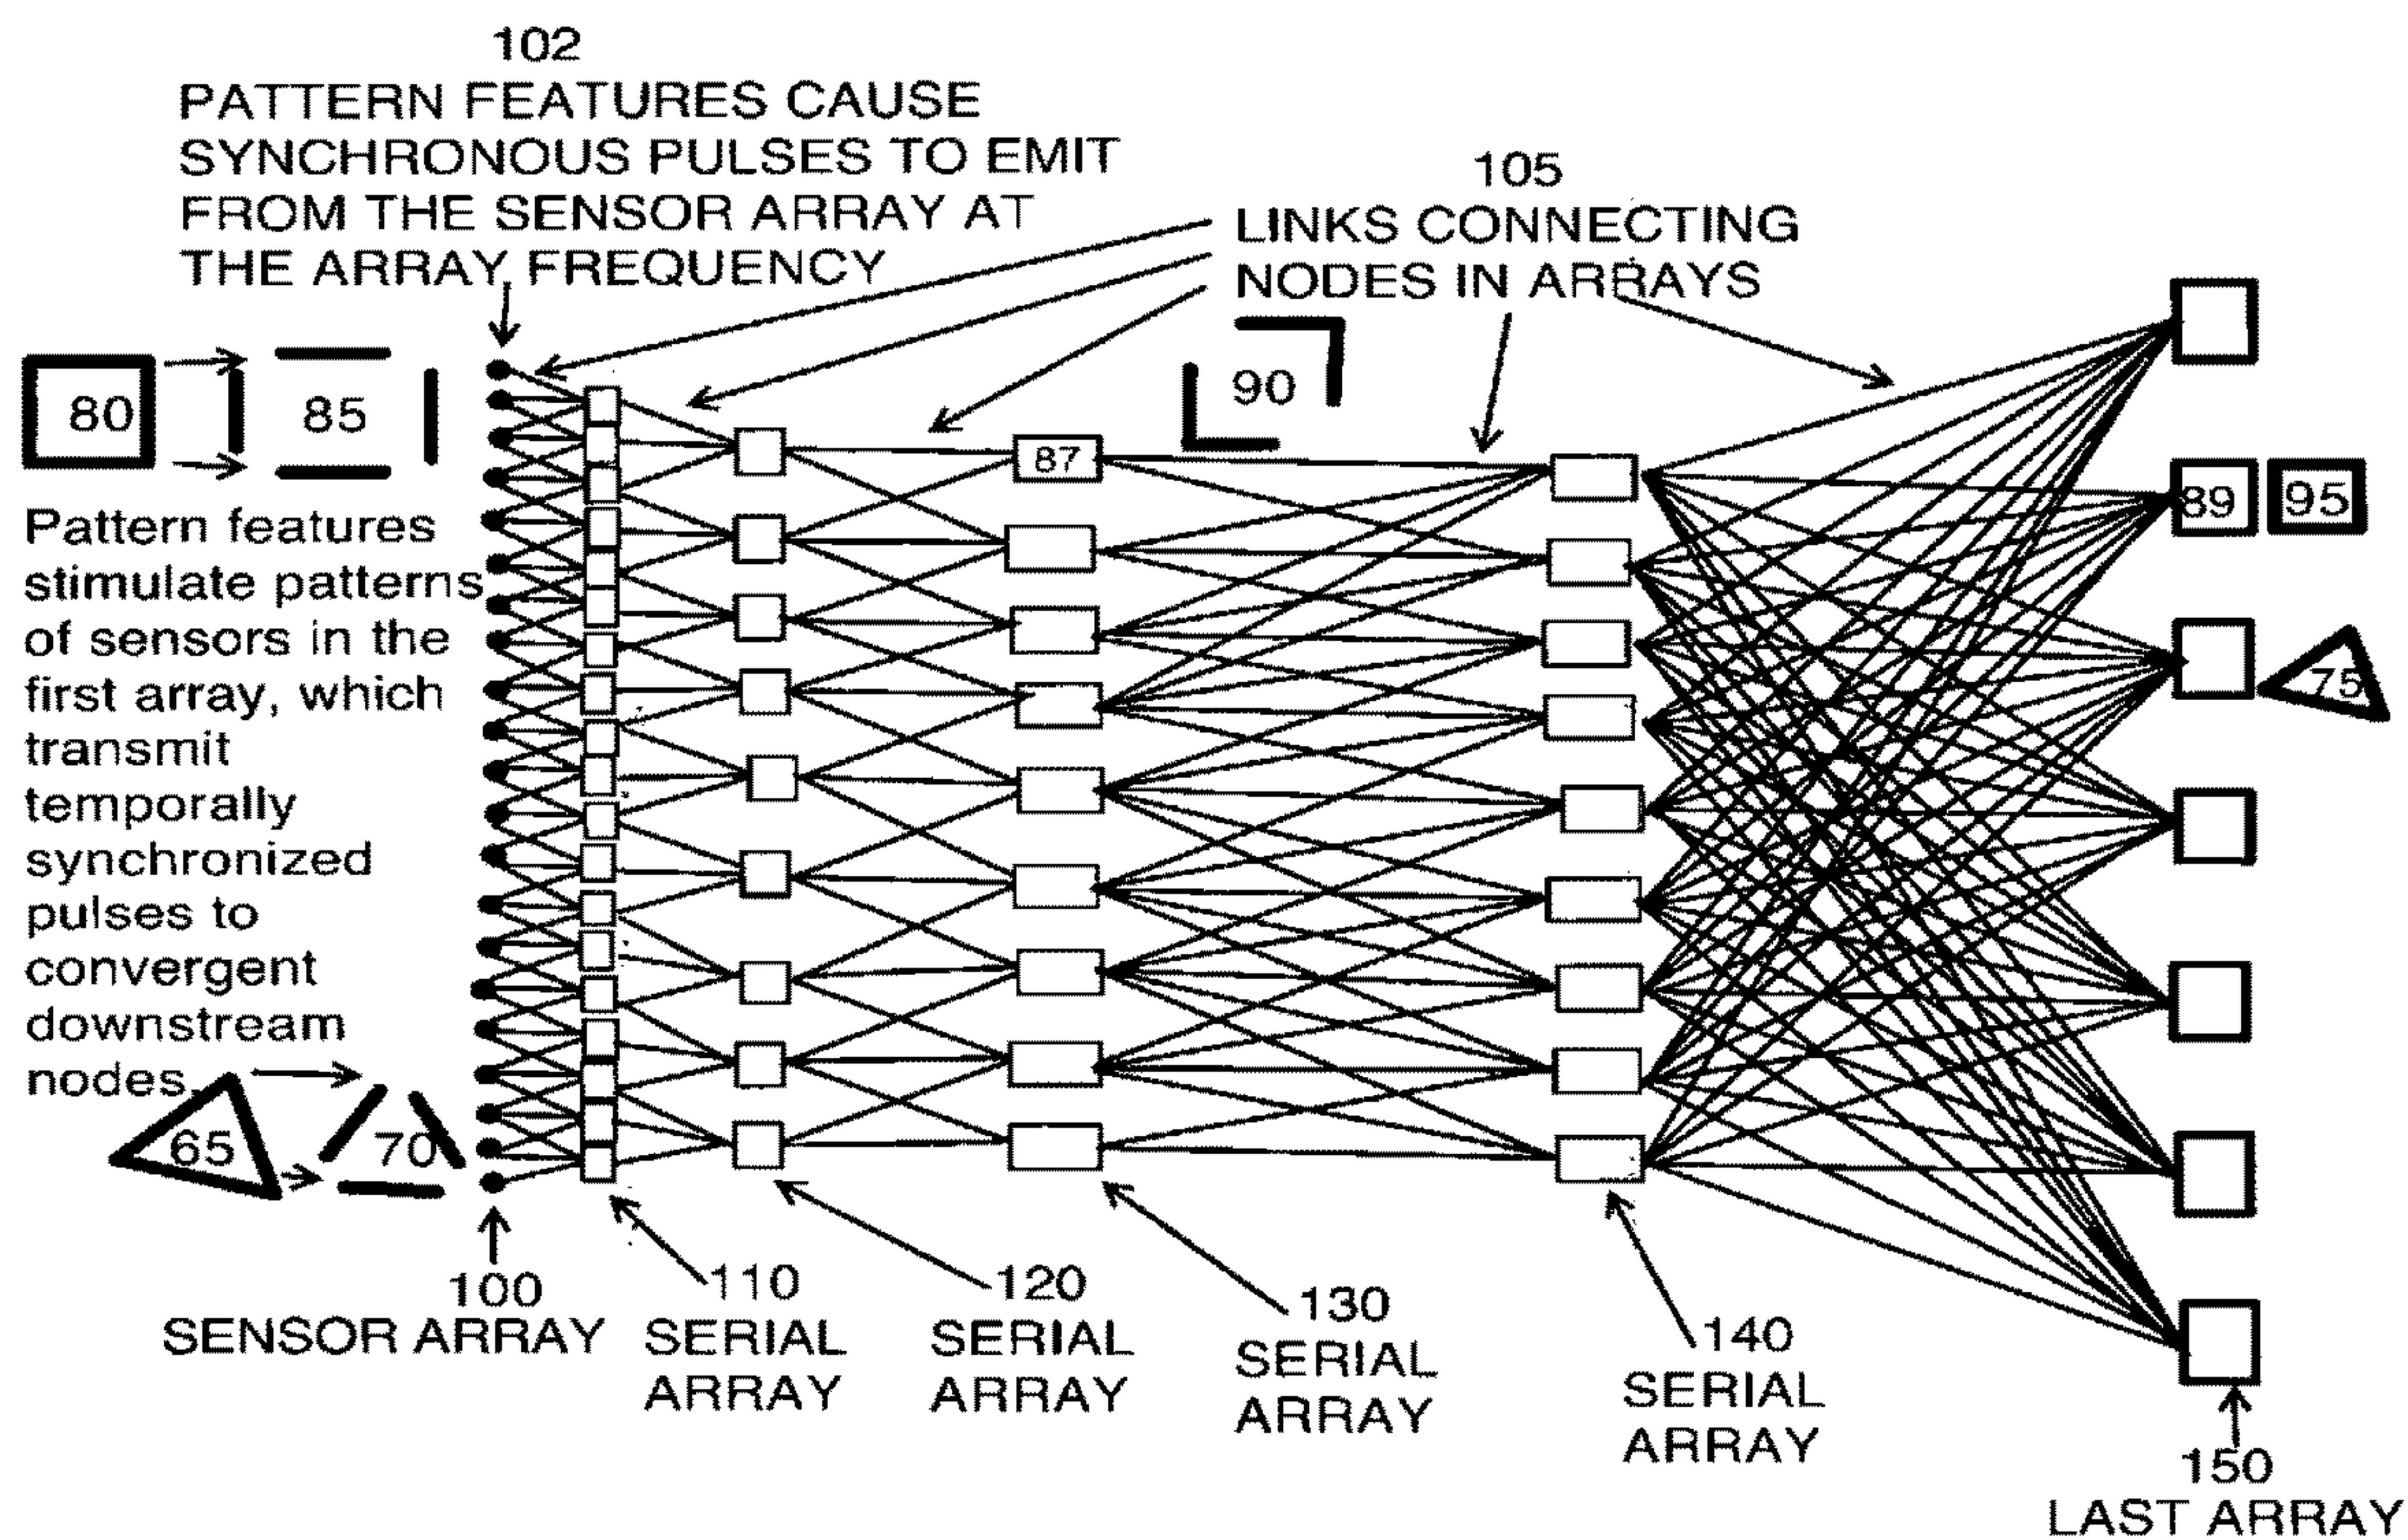 102
PATTERN FEATURES CAUSE
SYNCHRONOUS PULSES TO EMIT
FROM THE SENSOR ARRAY AT
THE ARRAY FREQUENCY
105
LINKS CONNECTING
NODES IN ARRAYS
80
85
90
87
89
95
75
Pattern features
stimulate patterns
of sensors in the
first array, which
transmit
temporally
synchronized
pulses to
convergent
downstream
nodes.
65
70
100
SENSOR ARRAY
110
SERIAL
ARRAY
120
SERIAL
ARRAY
130
SERIAL
ARRAY
140
SERIAL
ARRAY
150
LAST ARRAY